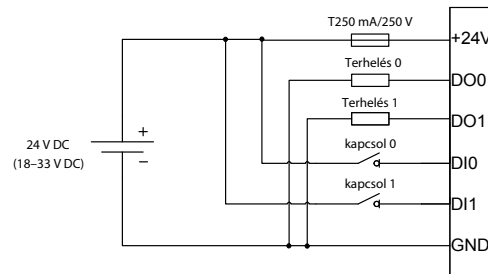 T250 mA/250 V
+24V
Terhelés 0
DO0
Terhelés 1
DO1
24 V DC
(18–33 V DC)
+
–
kapcsol 0
DI0
kapcsol 1
DI1
GND